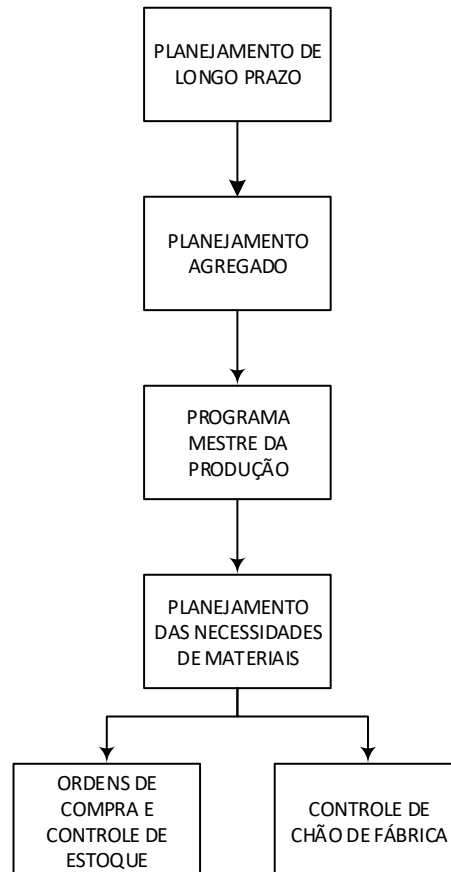 PLANEJAMENTO DE
LONGO PRAZO
PLANEJAMENTO
AGREGADO
PROGRAMA
MESTRE DA
PRODUÇÃO
PLANEJAMENTO
DAS NECESSIDADES
DE MATERIAIS
ORDENS DE
COMPRA E
CONTROLE DE
ESTOQUE
CONTROLE DE
CHÃO DE FÁBRICA